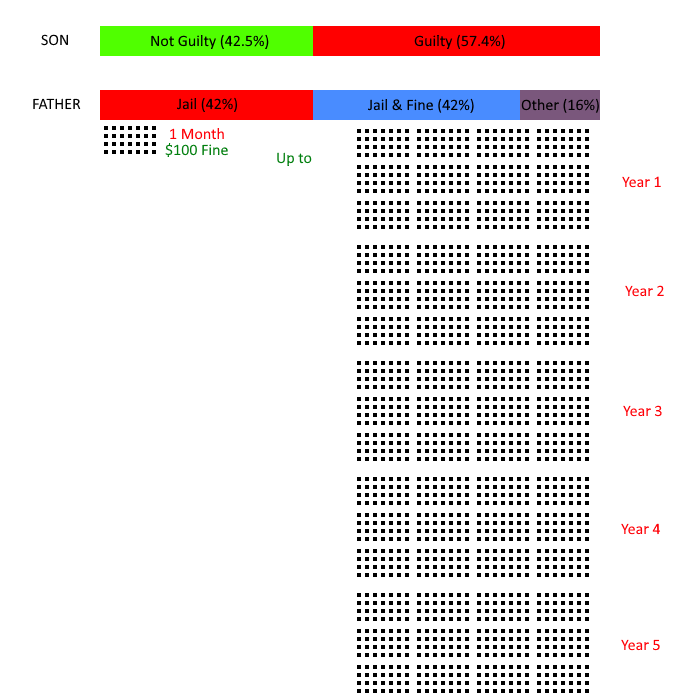 SON
Not Guilty (42.5%)
Guilty (57.4%)
FATHER
Jail (42%)
Jail & Fine (42%)
Other (16%)
1 Month
$100 Fine
Up to
Year 1
Year 2
Year 3
Year 4
Year 5